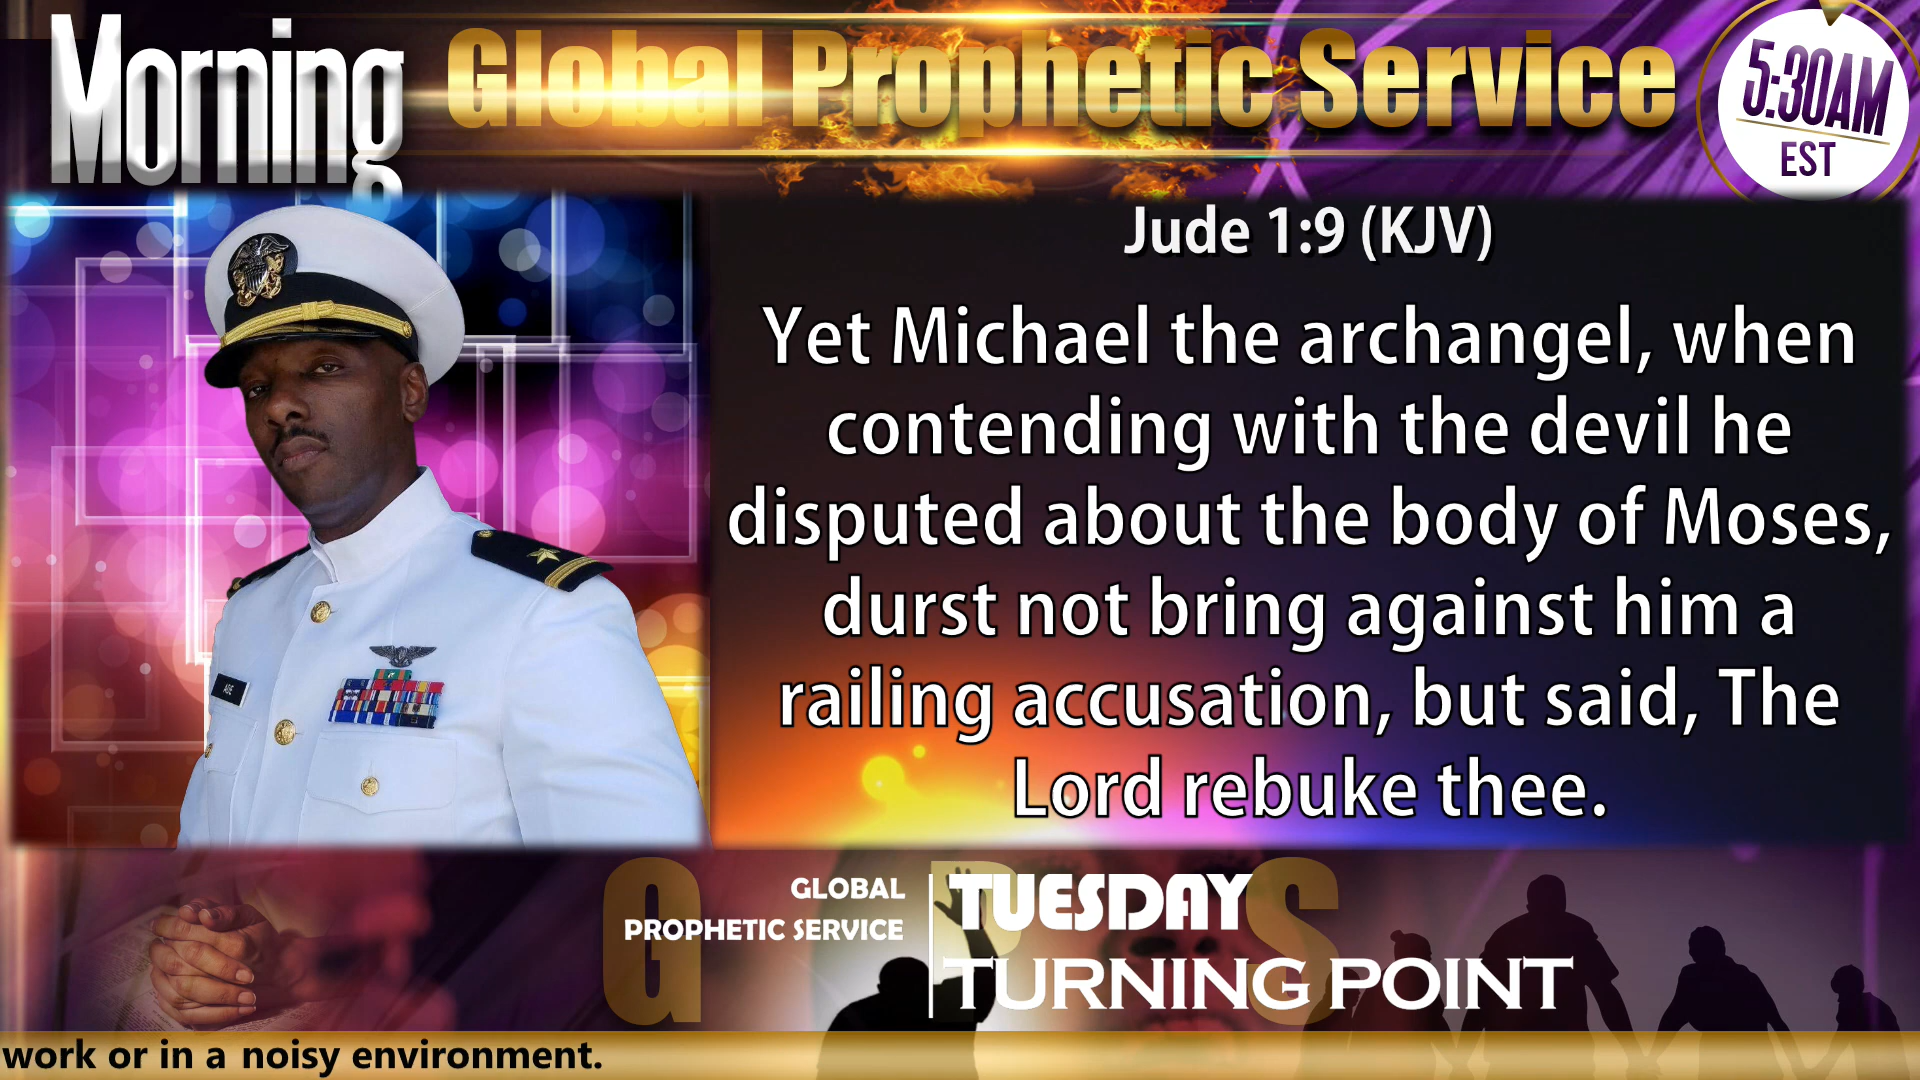 Morning
Global Prophetic Service
5:30AM
EST
Jude 1:9 (KJV)
Yet Michael the archangel, when
contending with the devil he
disputed about the body of Moses,
durst not bring against him a
railing accusation, but said, The
Lord rebuke thee.
GPS
GLOBAL
PROPHETIC SERVICE
TUESDAY
TURNING POINT
work or in a noisy environment.